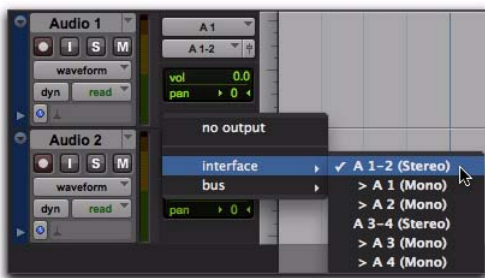 Audio 1
A 1
I S M
A 1-2
waveform
vol 0.0
dyn read
pan 0
no output
Audio 2
I S M
interface
A 1-2 (Stereo)
bus
> A 1 (Mono)
waveform
> A 2 (Mono)
dyn read
pan 0
A 3-4 (Stereo)
> A 3 (Mono)
> A 4 (Mono)